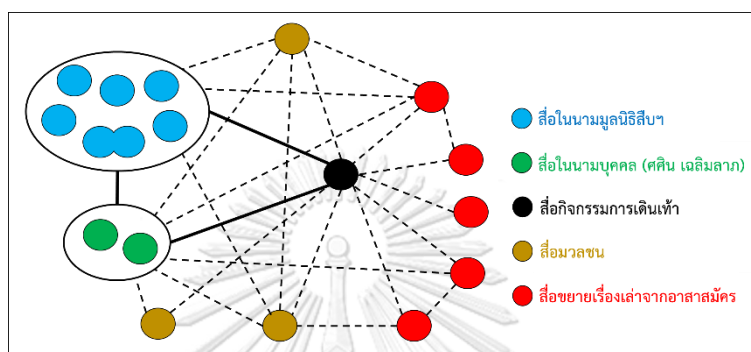 สื่อในนามมูลนิธิสืบฯ
สื่อในนามบุคคล (ศศิน เฉลิมลาภ)
สื่อกิจกรรมการเดินเท้า
สื่อมวลชน
สื่อขยายเรื่องเล่าจากอาสาสมัคร